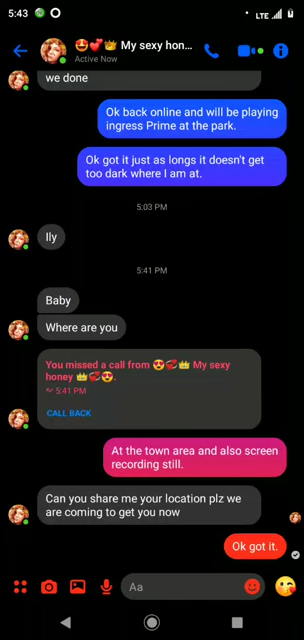 5:43
LTE
😍💕👑 My sexy hon...
Active Now
we done
Ok back online and will be playing
ingress Prime at the park.
Ok got it just as longs it doesn't get
too dark where I am at.
5:03 PM
Ily
5:41 PM
Baby
Where are you
You missed a call from 😍💞👑 My sexy
honey 👑💞😍.
5:41 PM
CALL BACK
At the town area and also screen
recording still.
Can you share me your location plz we
are coming to get you now
Ok got it.
Aa